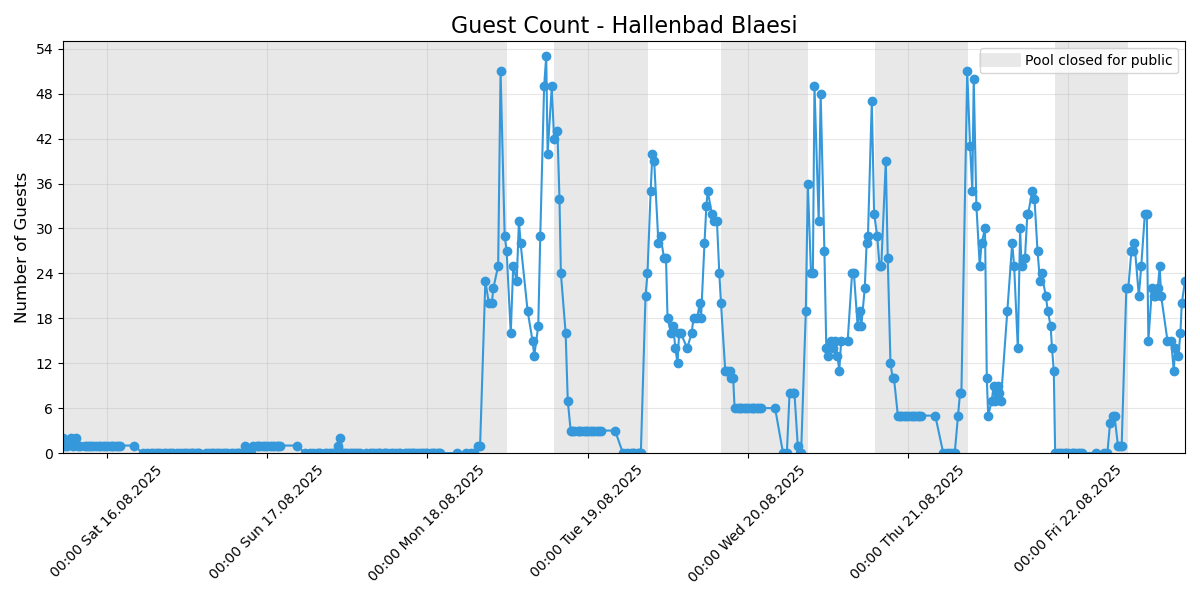 Guest Count - Hallenbad Blaesi
Pool closed for public
Number of Guests
54
48
42
36
30
24
18
12
6
0
00:00 Sat 16.08.2025
00:00 Sun 17.08.2025
00:00 Mon 18.08.2025
00:00 Tue 19.08.2025
00:00 Wed 20.08.2025
00:00 Thu 21.08.2025
00:00 Fri 22.08.2025